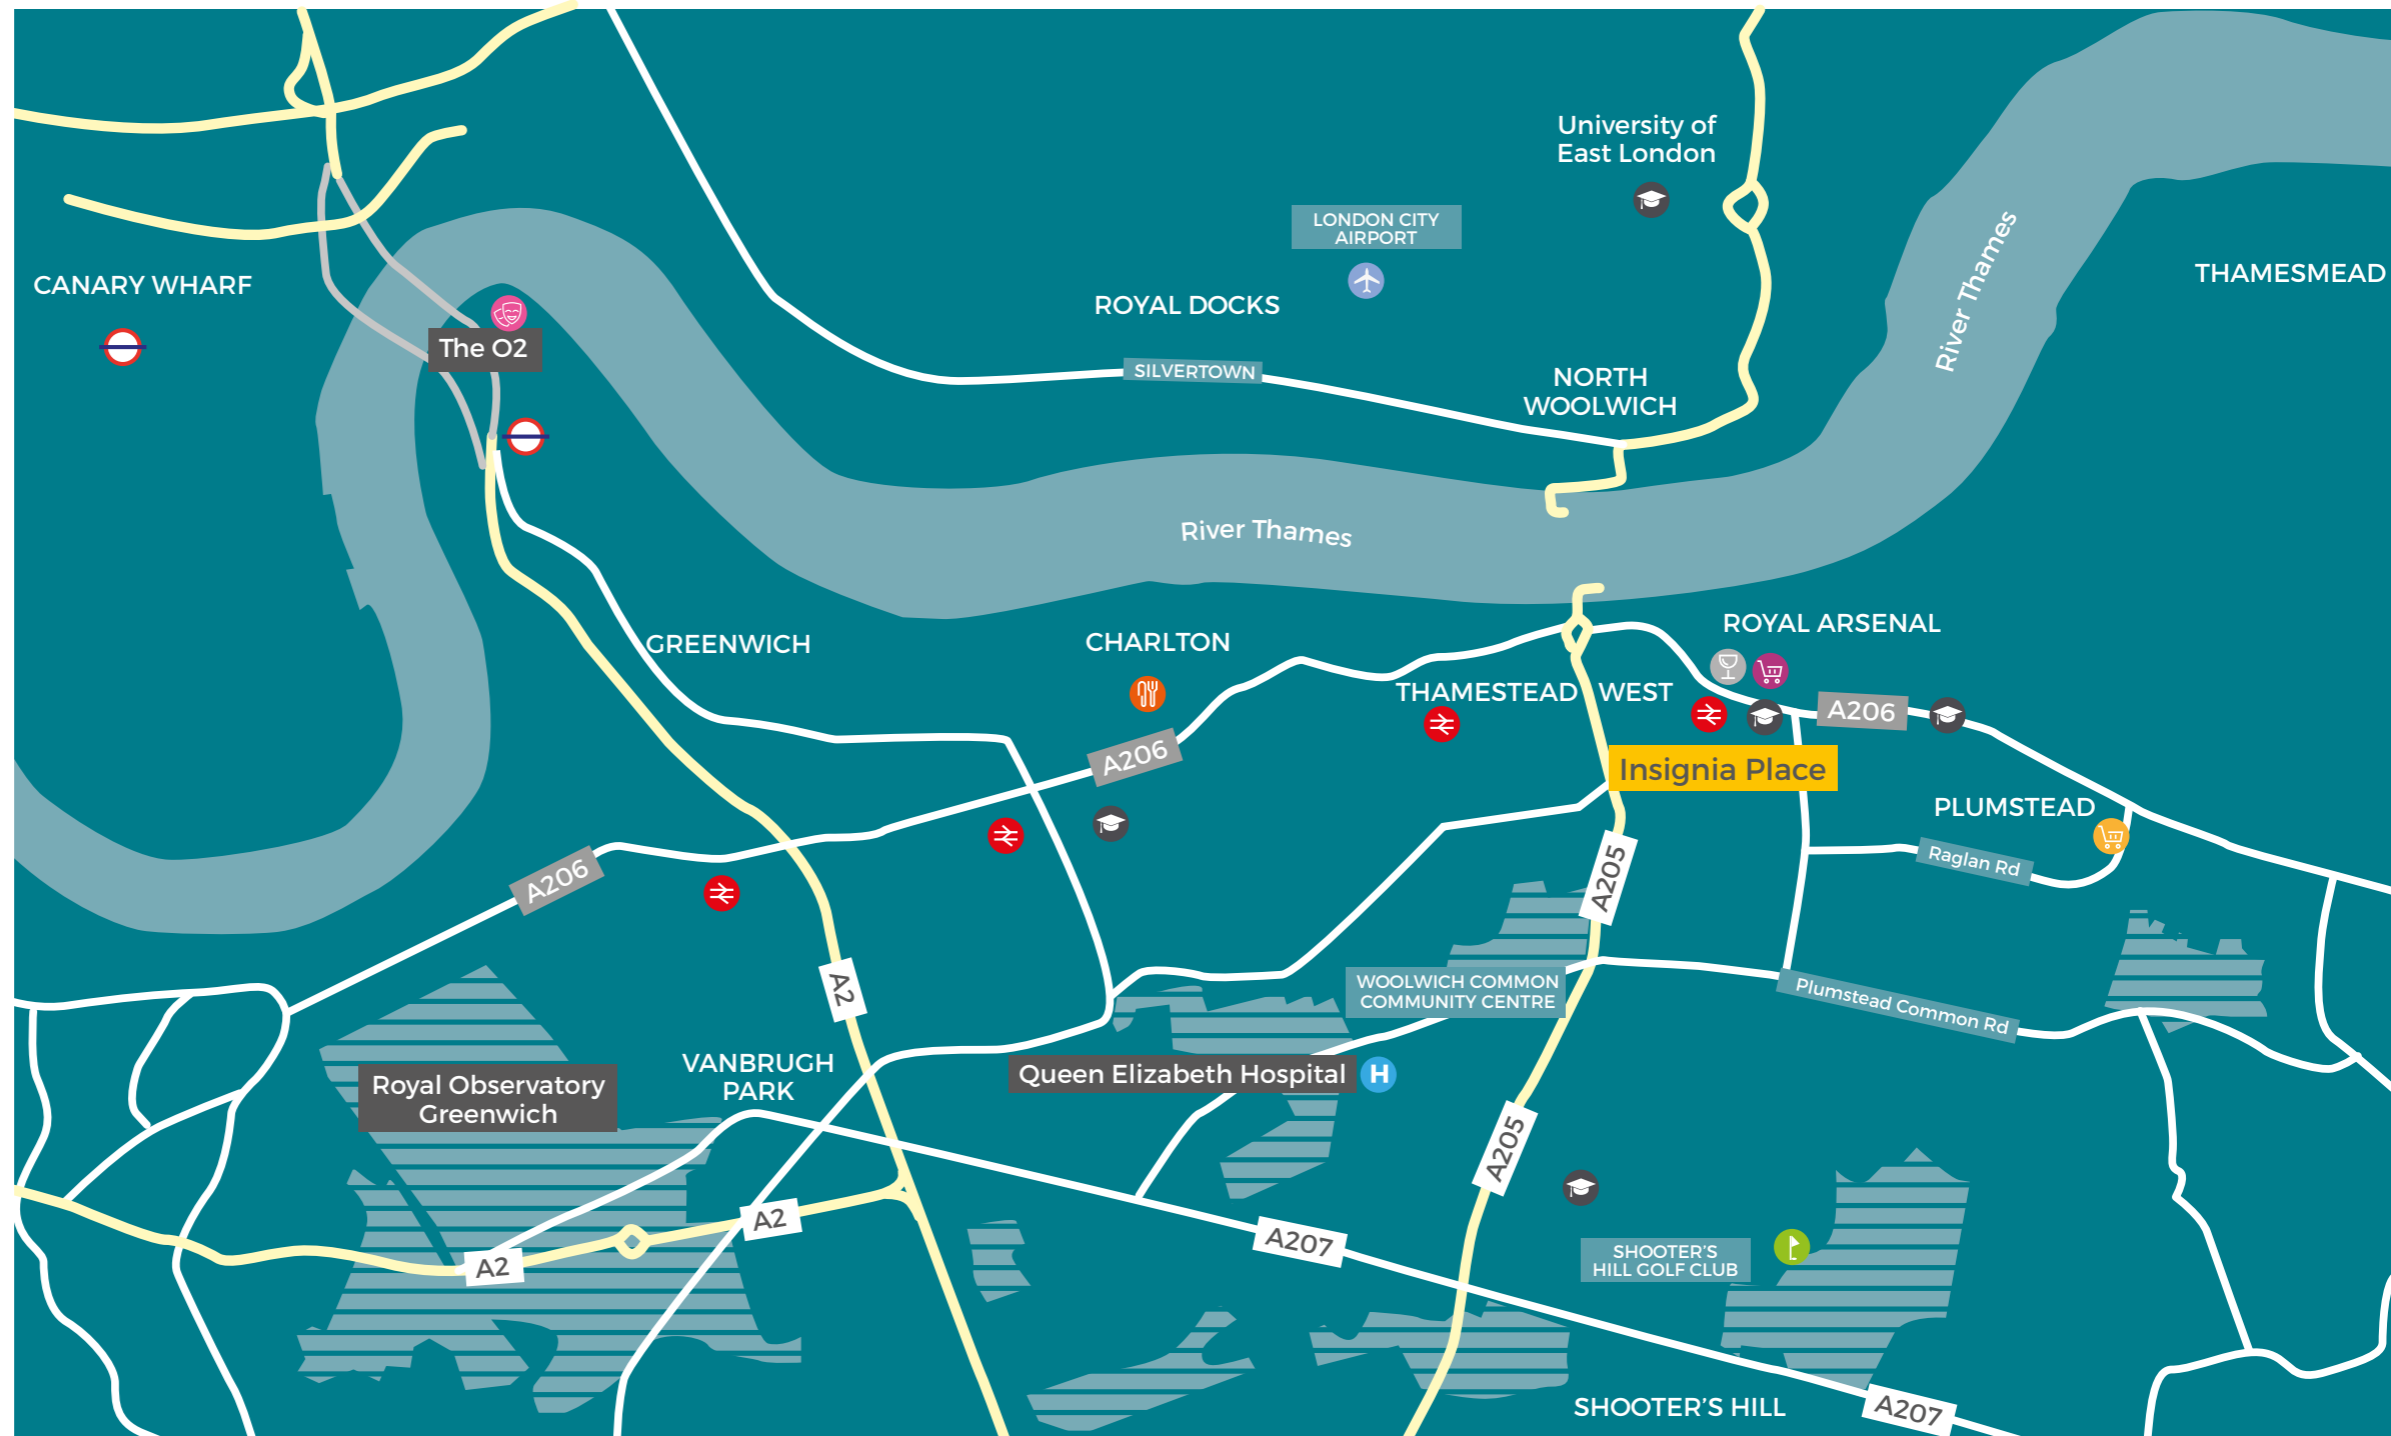 University of
East London
LONDON CITY
AIRPORT
CANARY WHARF
THAMESMEAD
River Thames
ROYAL DOCKS
The O2
SILVERTOWN
NORTH
WOOLWICH
River Thames
GREENWICH
CHARLTON
ROYAL ARSENAL
THAMESTEAD WEST
A206
A206
Insignia Place
PLUMSTEAD
A206
A205
Raglan Rd
A2
WOOLWICH COMMON
COMMUNITY CENTRE
Plumstead Common Rd
VANBRUGH
PARK
Queen Elizabeth Hospital
H
Royal Observatory
Greenwich
A205
A2
A207
A2
SHOOTER'S
HILL GOLF CLUB
SHOOTER'S HILL
A207